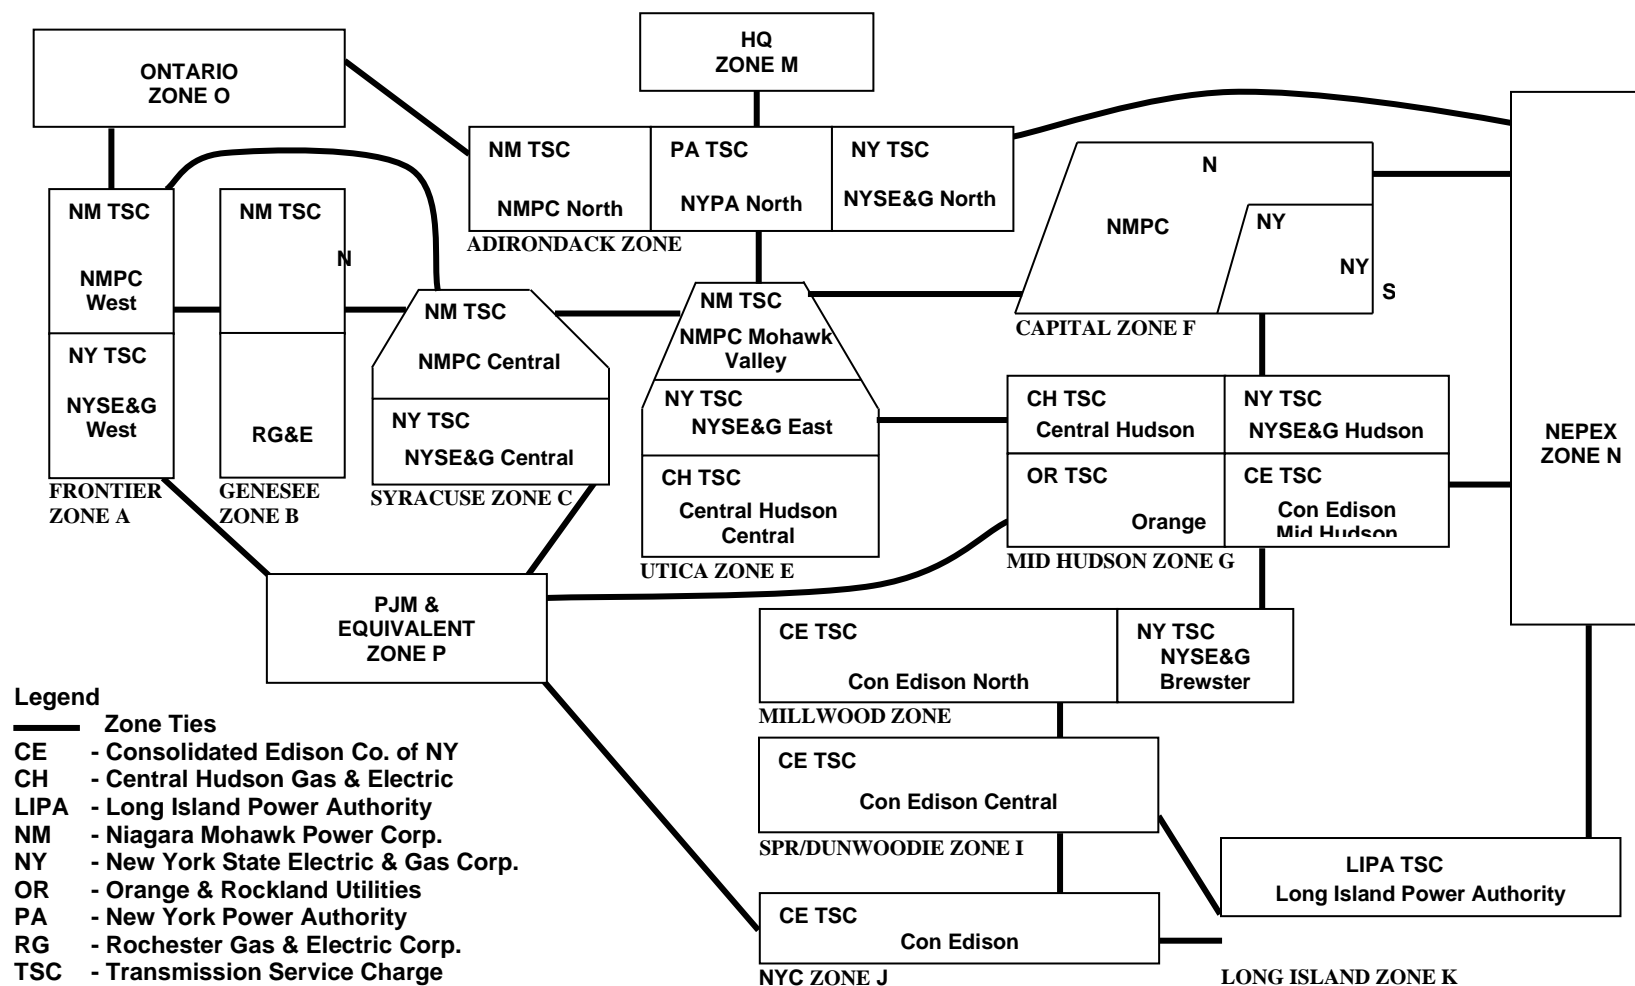 ONTARIO
ZONE O
HQ
ZONE M
NM TSC
NMPC North
PA TSC
NYPA North
NY TSC
NYSE&G North
ADIRONDACK ZONE
N
NMPC
NY
NY
S
CAPITAL ZONE F
NM TSC
NMPC
West
NY TSC
NYSE&G
West
FRONTIER
ZONE A
NM TSC
N
RG&E
GENESEE
ZONE B
NM TSC
NMPC Central
NY TSC
NYSE&G Central
SYRACUSE ZONE C
NM TSC
NMPC Mohawk
Valley
NY TSC
NYSE&G East
CH TSC
Central Hudson
Central
UTICA ZONE E
CH TSC
Central Hudson
NY TSC
NYSE&G Hudson
OR TSC
Orange
CE TSC
Con Edison
Mid Hudson
MID HUDSON ZONE G
NEPEX
ZONE N
PJM &
EQUIVALENT
ZONE P
CE TSC
Con Edison North
NY TSC
NYSE&G
Brewster
MILLWOOD ZONE
CE TSC
Con Edison Central
SPR/DUNWOODIE ZONE I
LIPA TSC
Long Island Power Authority
CE TSC
Con Edison
NYC ZONE J
LONG ISLAND ZONE K
Legend
Zone Ties
CE - Consolidated Edison Co. of NY
CH - Central Hudson Gas & Electric
LIPA - Long Island Power Authority
NM - Niagara Mohawk Power Corp.
NY - New York State Electric & Gas Corp.
OR - Orange & Rockland Utilities
PA - New York Power Authority
RG - Rochester Gas & Electric Corp.
TSC - Transmission Service Charge